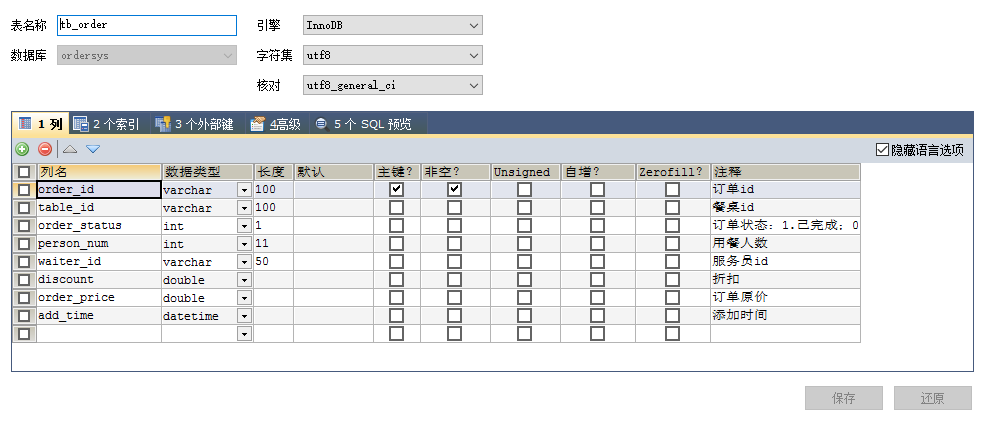 表名称 tb_order 引擎 InnoDB
数据库 ordersys 字符集 utf8
核对 utf8_general_ci
1 列 2 个索引 3 个外部键 4高级 5 个 SQL 预览
隐藏语言选项
列名 数据类型 长度 默认 主键? 非空? Unsigned 自增? Zerofill? 注释
order_id varchar 100 订单id
table_id varchar 100 餐桌id
order_status int 1 订单状态: 1.已完成; 0
person_num int 11 用餐人数
waiter_id varchar 50 服务员id
discount double 折扣
order_price double 订单原价
add_time datetime 添加时间
保存 还原